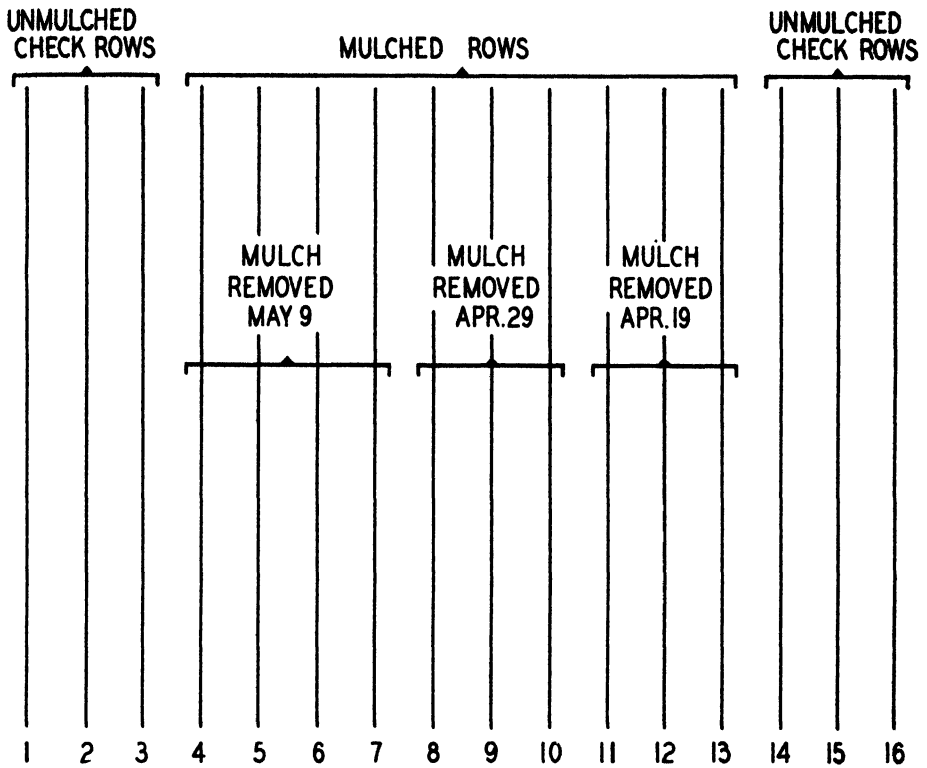 UNMULCHED
CHECK ROWS
MULCHED ROWS
UNMULCHED
CHECK ROWS
MULCH
REMOVED
MAY 9
MULCH
REMOVED
APR. 29
MULCH
REMOVED
APR. 19
1 2 3 4 5 6 7 8 9 10 11 12 13 14 15 16